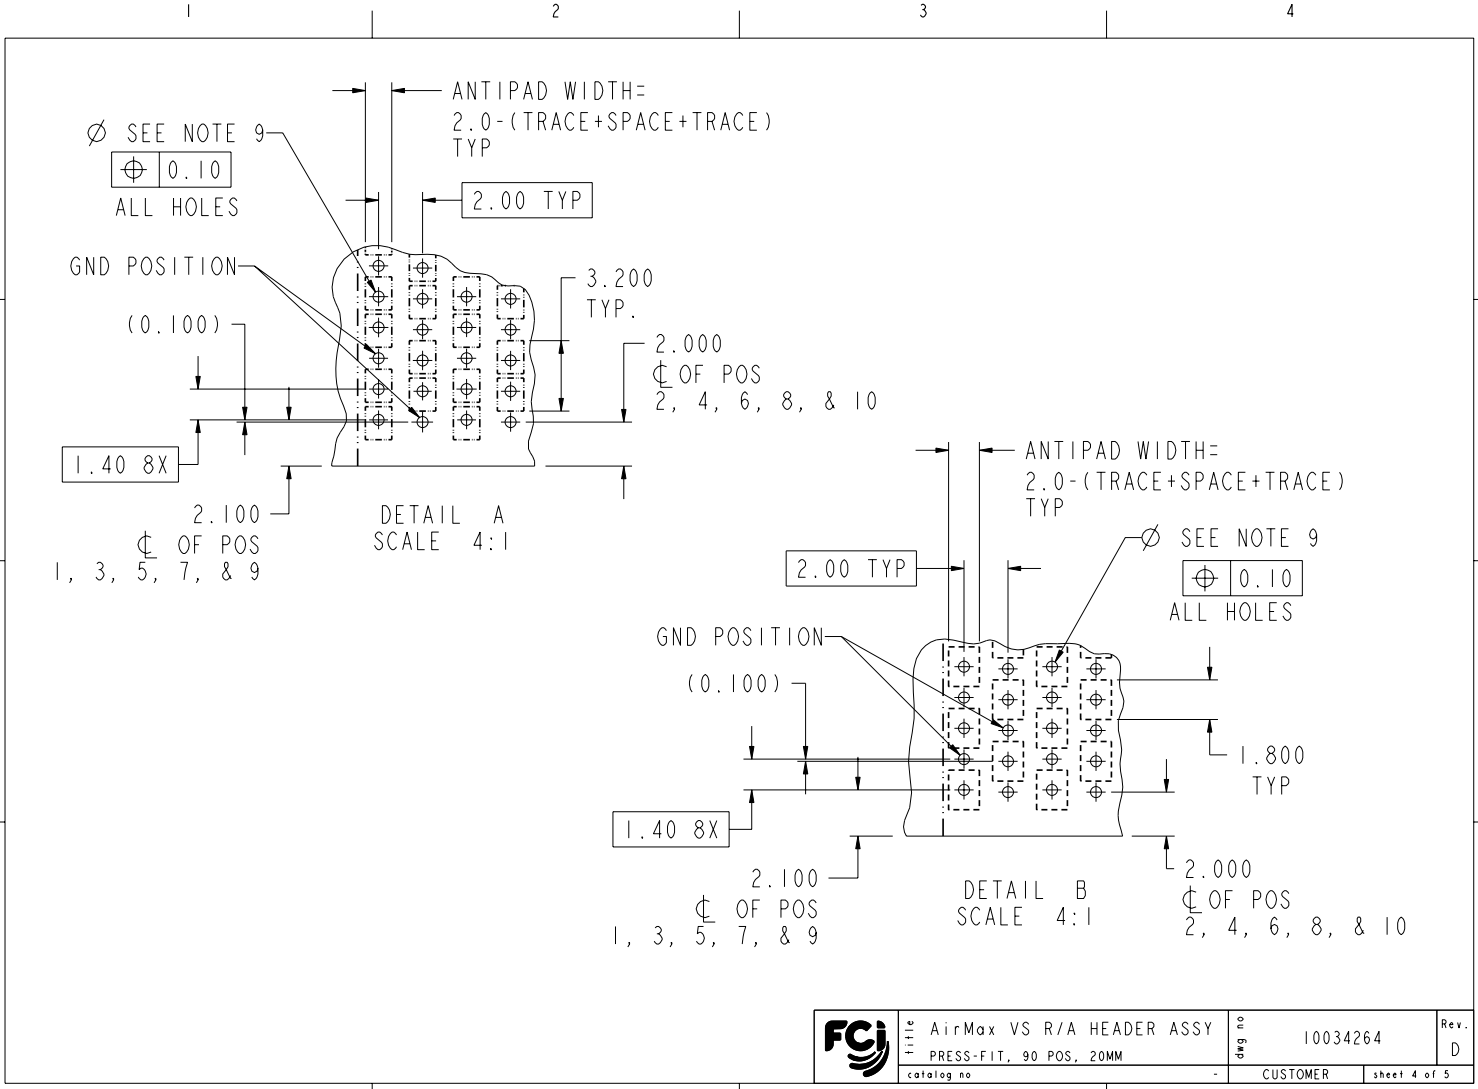 1 2 3 4
ANTIPAD WIDTH=
2.0-(TRACE+SPACE+TRACE)
TYP
Ø SEE NOTE 9
⌖ 0.10
ALL HOLES
2.00 TYP
GND POSITION
3.200
TYP.
(0.100)
2.000
℄ OF POS
2, 4, 6, 8, & 10
1.40 8X
2.100
℄ OF POS
1, 3, 5, 7, & 9
DETAIL A
SCALE 4:1
ANTIPAD WIDTH=
2.0-(TRACE+SPACE+TRACE)
TYP
Ø SEE NOTE 9
⌖ 0.10
ALL HOLES
2.00 TYP
GND POSITION
(0.100)
1.800
TYP
1.40 8X
2.100
℄ OF POS
1, 3, 5, 7, & 9
DETAIL B
SCALE 4:1
2.000
℄ OF POS
2, 4, 6, 8, & 10
FCi
title
AirMax VS R/A HEADER ASSY
PRESS-FIT, 90 POS, 20MM
dwg no
10034264
Rev.
D
catalog no -
CUSTOMER
sheet 4 of 5